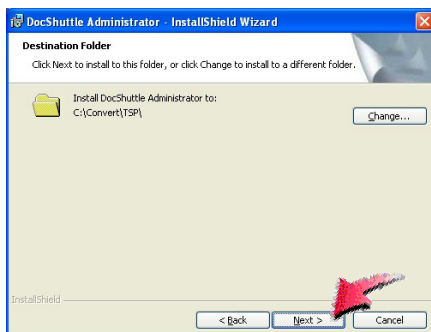 DocShuttle Administrator - InstallShield Wizard
Destination Folder
Click Next to install to this folder, or click Change to install to a different folder.
Install DocShuttle Administrator to:
C:\Convert\TSP\
Change...
InstallShield
< Back
Next >
Cancel